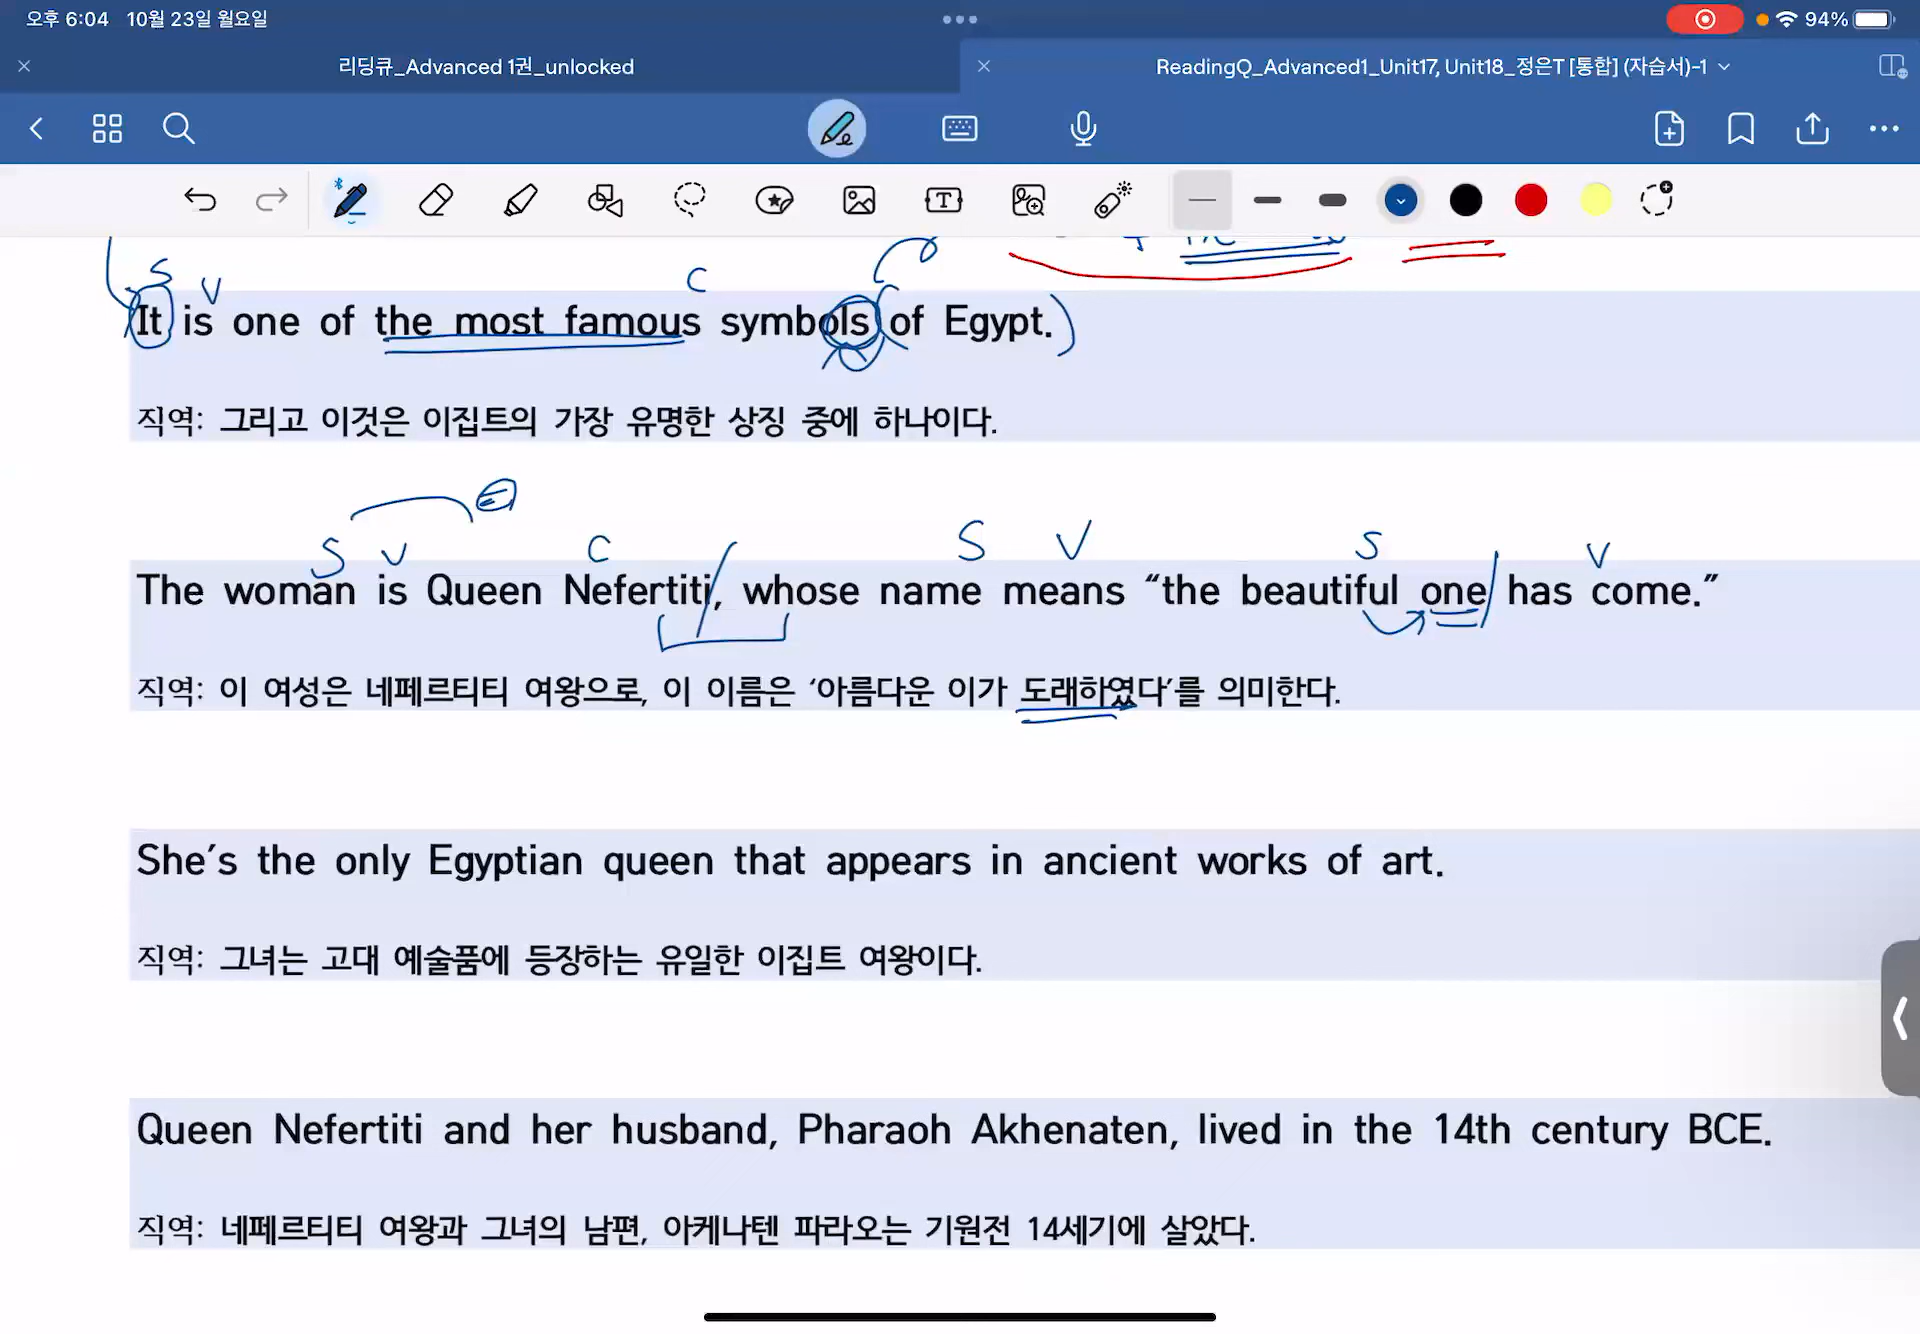 오후 6:04 10월 23일 월요일
94%
리딩큐_Advanced 1권_unlocked
ReadingQ_Advanced1_Unit17, Unit18_정은T [통합] (자습서)-1
S V C
It is one of the most famous symbols of Egypt.
직역: 그리고 이것은 이집트의 가장 유명한 상징 중에 하나이다.
S V C S V S V
The woman is Queen Nefertiti, whose name means “the beautiful one has come.”
직역: 이 여성은 네페르티티 여왕으로, 이 이름은 ‘아름다운 이가 도래하였다’를 의미한다.
She’s the only Egyptian queen that appears in ancient works of art.
직역: 그녀는 고대 예술품에 등장하는 유일한 이집트 여왕이다.
Queen Nefertiti and her husband, Pharaoh Akhenaten, lived in the 14th century BCE.
직역: 네페르티티 여왕과 그녀의 남편, 아케나텐 파라오는 기원전 14세기에 살았다.